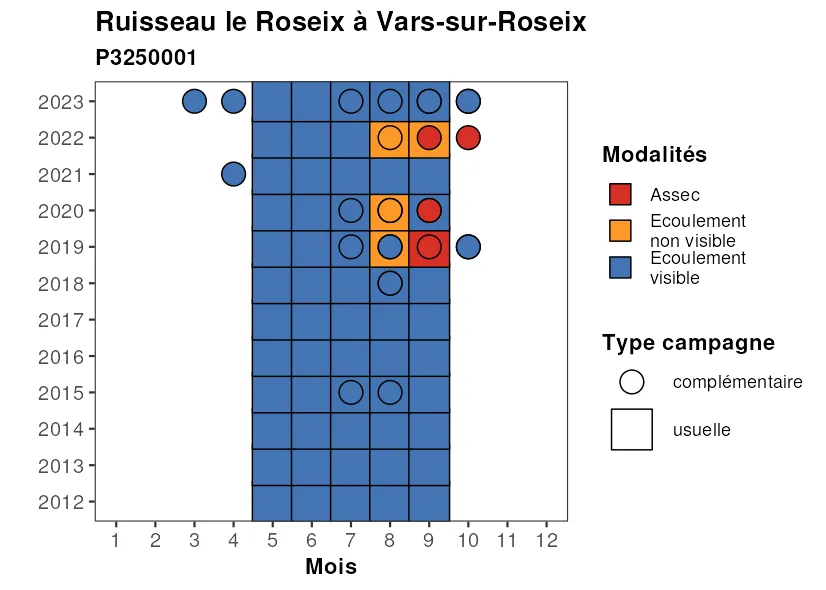 Ruisseau le Roseix à Vars-sur-Roseix
P3250001
2023
2022
2021
2020
2019
2018
2017
2016
2015
2014
2013
2012
1 2 3 4 5 6 7 8 9 10 11 12
Mois
Modalités
Assec
Ecoulement
non visible
Ecoulement
visible
Type campagne
complémentaire
usuelle